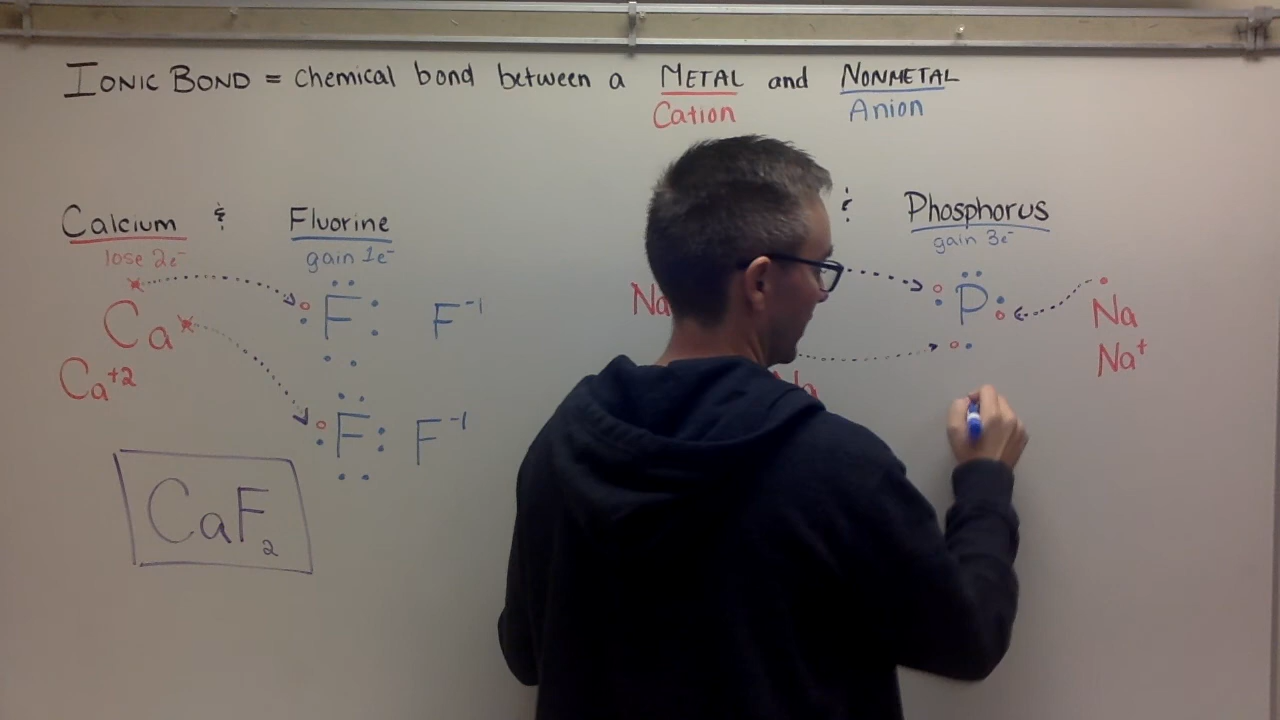 IONIC BOND = chemical bond between a METAL and NONMETAL
Cation Anion
Calcium & Fluorine
lose 2e⁻ gain 1e⁻
Ca F F⁻¹
Ca⁺²
F F⁻¹
CaF₂
& Phosphorus
gain 3e⁻
Na P Na
Na⁺
Na